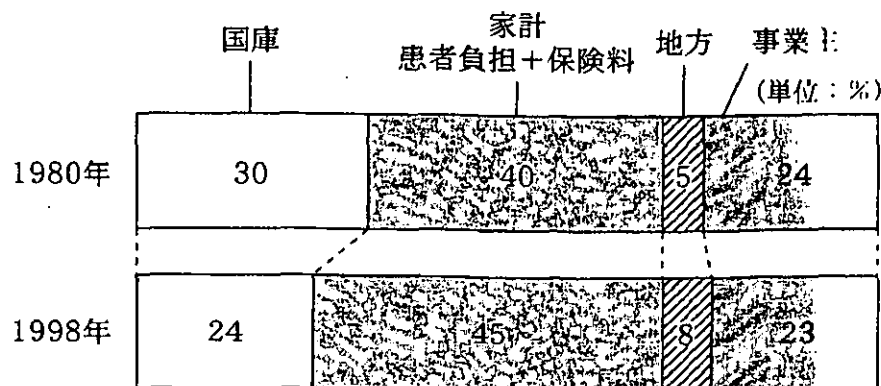 国庫
家計
患者負担+保険料
地方
事業主
(単位:%)
1980年 30 40 5 24
1998年 24 45 8 23